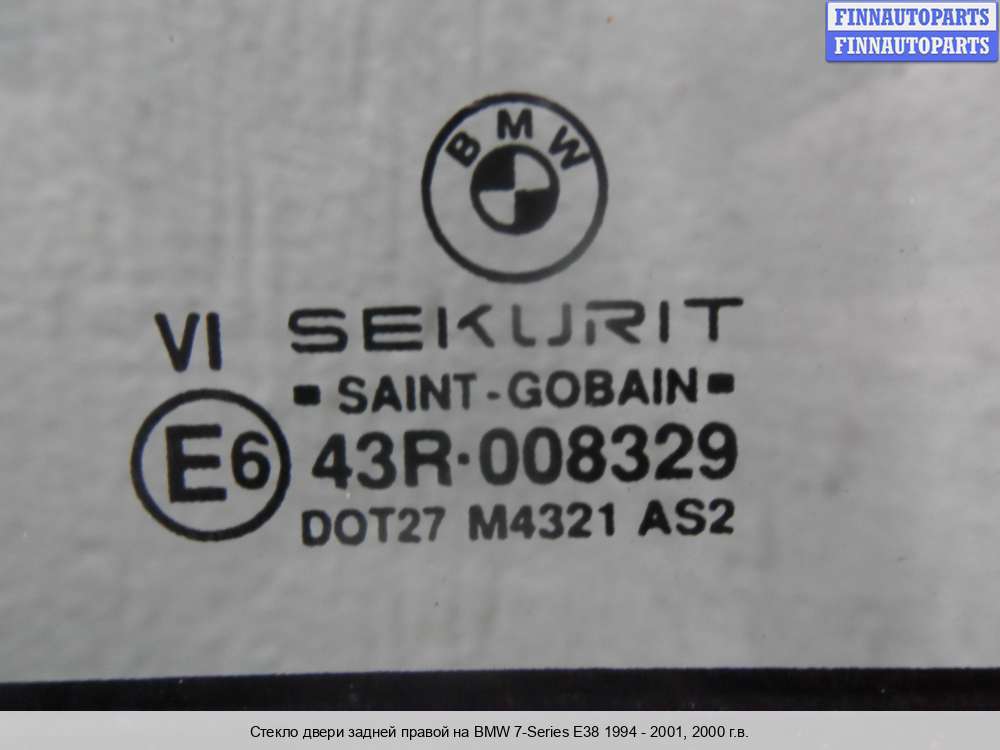 FINNAUTOPARTS
FINNAUTOPARTS
BMW
VI SEKURIT
SAINT-GOBAIN
E6 43R·008329
DOT27 M4321 AS2
Стекло двери задней правой на BMW 7-Series E38 1994 - 2001, 2000 г.в.